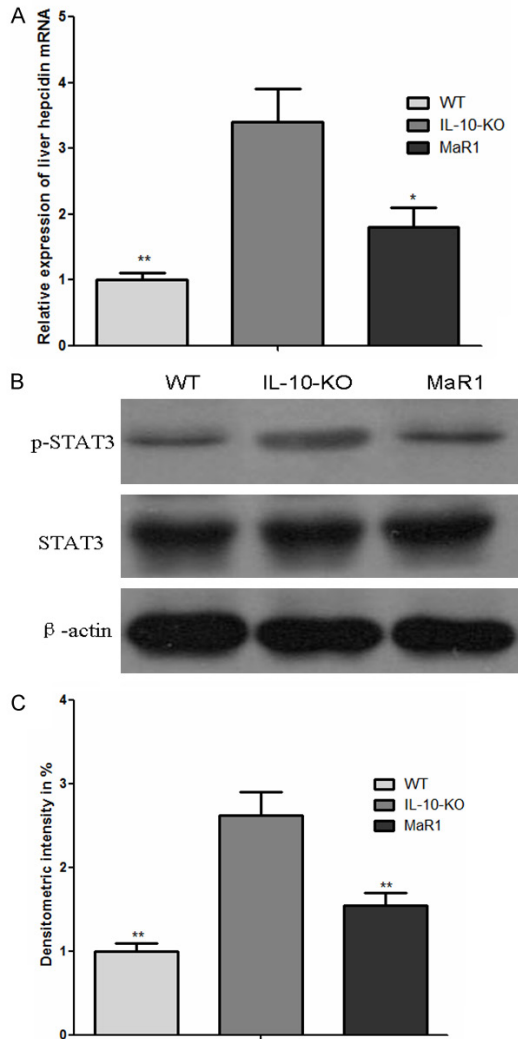 A
Relative expression of liver hepcidin mRNA
5
4
3
2
1
0
**
*
WT
IL-10-KO
MaR1
B
WT IL-10-KO MaR1
p-STAT3
STAT3
β-actin
C
Densitometric intensity in %
4
3
2
1
0
**
**
WT
IL-10-KO
MaR1